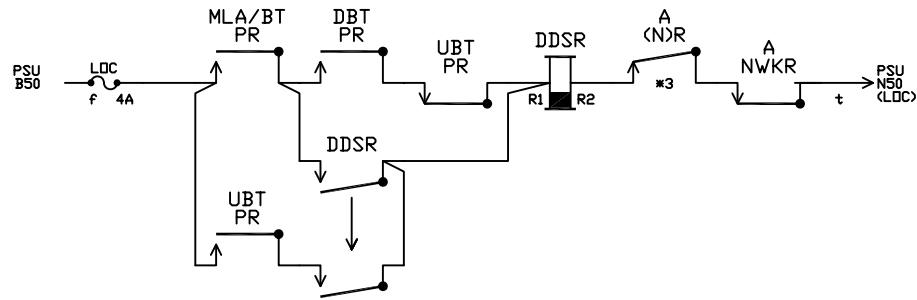 MLA/BT
PR
DBT
PR
UBT
PR
DDSR
A
(N)R
A
NWKR
PSU
B50
LOC
f 4A
R1 R2
*3
t
PSU
N50
(LOC)
DDSR
UBT
PR